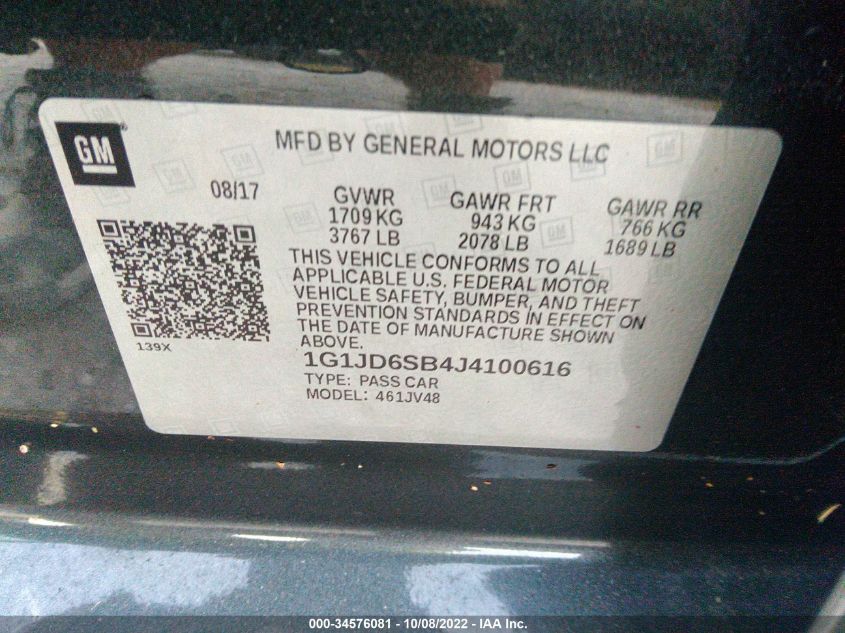 GM
MFD BY GENERAL MOTORS LLC
08/17
GVWR
1709 KG
3767 LB
GAWR FRT
943 KG
2078 LB
GAWR RR
766 KG
1689 LB
THIS VEHICLE CONFORMS TO ALL
APPLICABLE U.S. FEDERAL MOTOR
VEHICLE SAFETY, BUMPER, AND THEFT
PREVENTION STANDARDS IN EFFECT ON
THE DATE OF MANUFACTURE SHOWN
ABOVE.
139X
1G1JD6SB4J4100616
TYPE: PASS CAR
MODEL: 461JV48
000-34576081 - 10/08/2022 - IAA Inc.